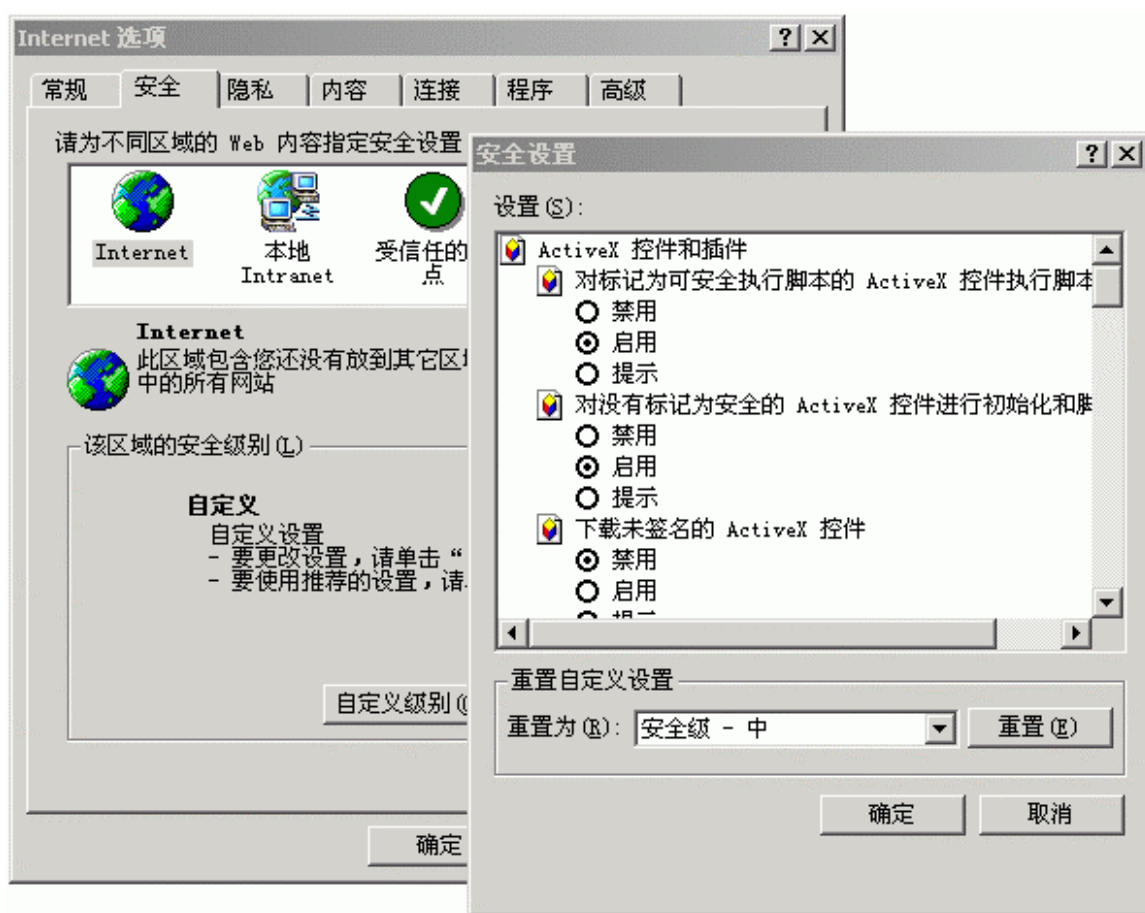 Internet 选项
常规 安全 隐私 内容 连接 程序 高级
请为不同区域的 Web 内容指定安全设置
Internet
本地
Intranet
受信任的
点
Internet
此区域包含您还没有放到其它区
中的所有网站
该区域的安全级别(L)
自定义
自定义设置
- 要更改设置，请单击“
- 要使用推荐的设置，请
自定义级别(
确定
安全设置
设置(S):
ActiveX 控件和插件
对标记为可安全执行脚本的 ActiveX 控件执行脚本
禁用
启用
提示
对没有标记为安全的 ActiveX 控件进行初始化和
禁用
启用
提示
下载未签名的 ActiveX 控件
禁用
启用
重置自定义设置
重置为(R): 安全级 - 中 重置(E)
确定 取消